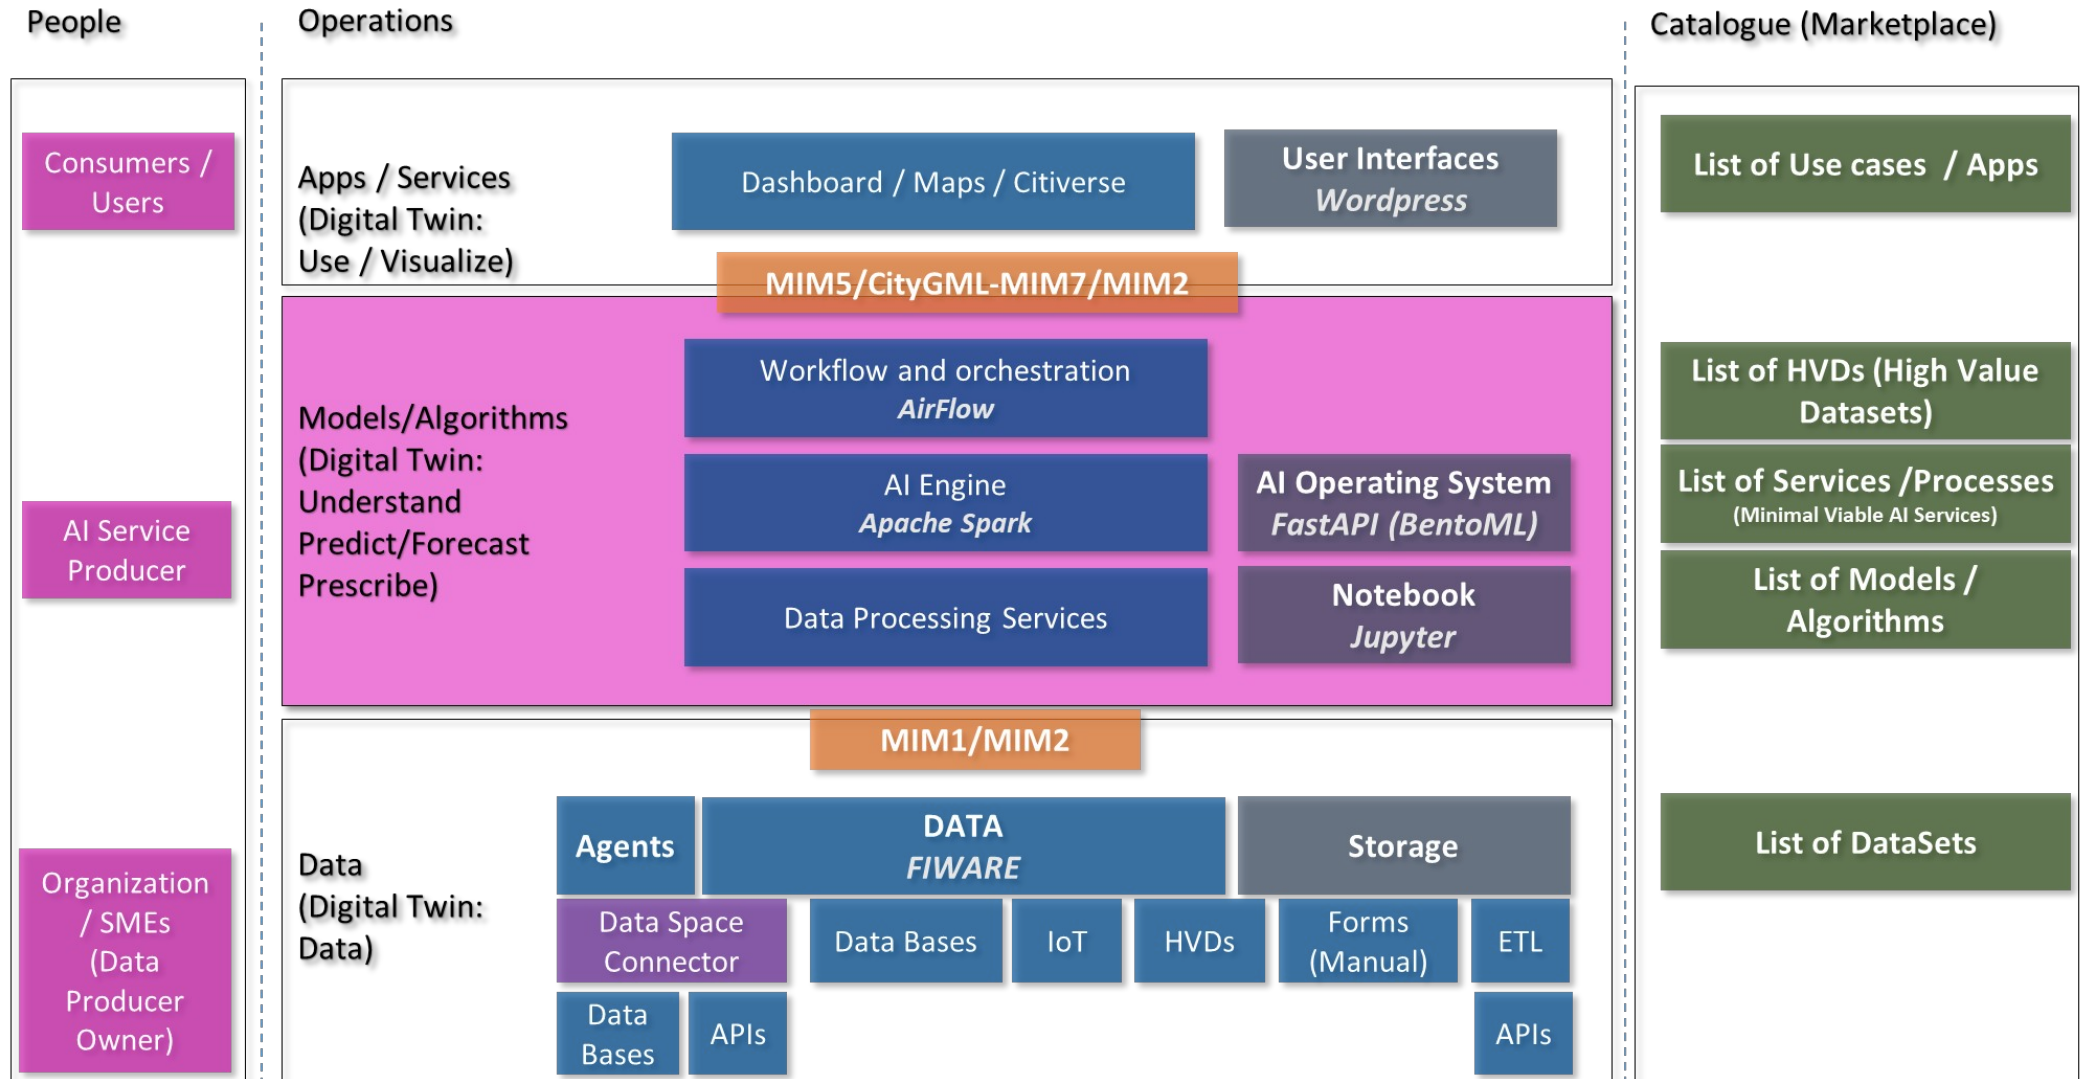 People
Operations
Catalogue (Marketplace)
Consumers /
Users
AI Service
Producer
Organization
/ SMEs
(Data
Producer
Owner)
Apps / Services
(Digital Twin:
Use / Visualize)
Dashboard / Maps / Citiverse
User Interfaces
Wordpress
MIM5/CityGML-MIM7/MIM2
Models/Algorithms
(Digital Twin:
Understand
Predict/Forecast
Prescribe)
Workflow and orchestration
AirFlow
AI Engine
Apache Spark
Data Processing Services
AI Operating System
FastAPI (BentoML)
Notebook
Jupyter
MIM1/MIM2
Data
(Digital Twin:
Data)
Agents
DATA
FIWARE
Storage
Data Space
Connector
Data Bases
IoT
HVDs
Forms
(Manual)
ETL
Data
Bases
APIs
APIs
List of Use cases  / Apps
List of HVDs (High Value
Datasets)
List of Services /Processes
(Minimal Viable AI Services)
List of Models /
Algorithms
List of DataSets